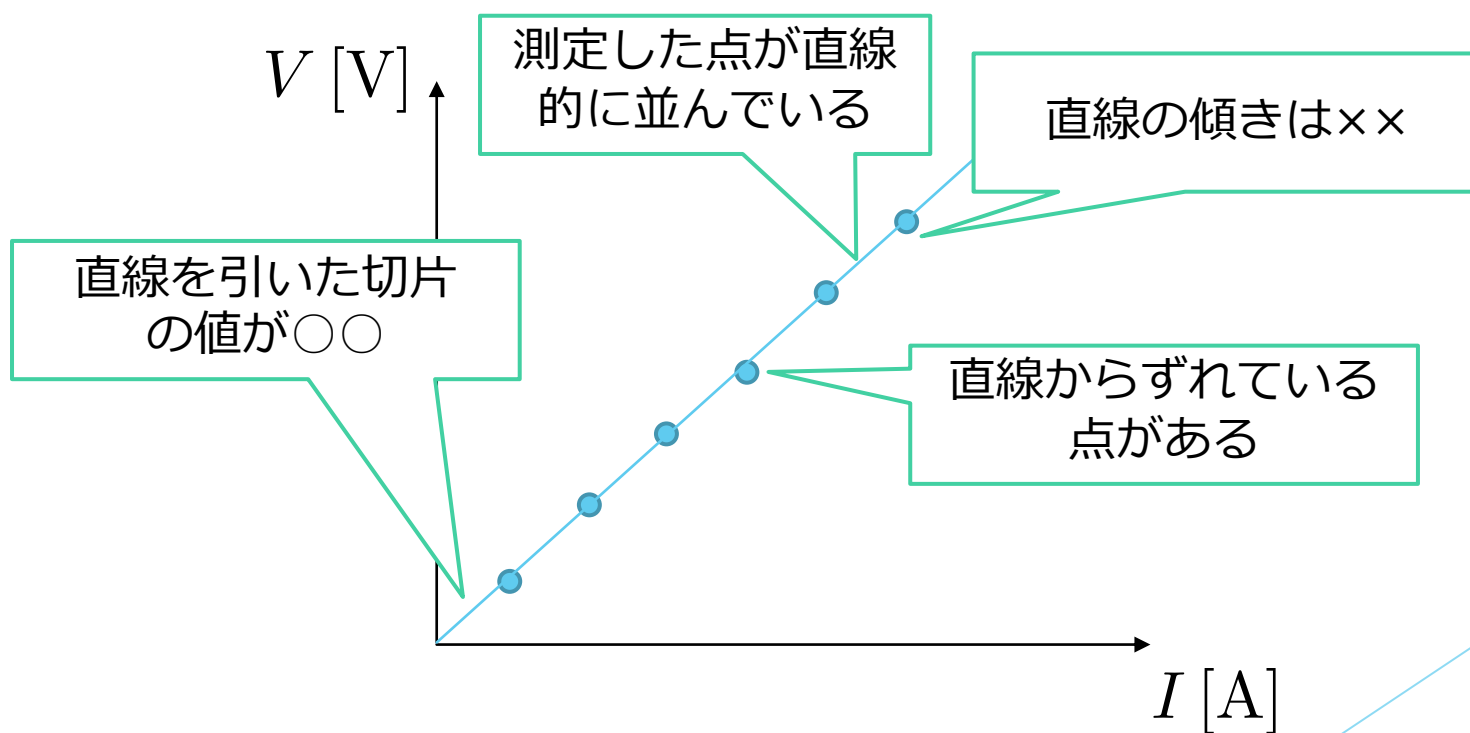 V [V]
測定した点が直線
的に並んでいる
直線の傾きは××
直線を引いた切片
の値が○○
直線からずれている
点がある
I [A]